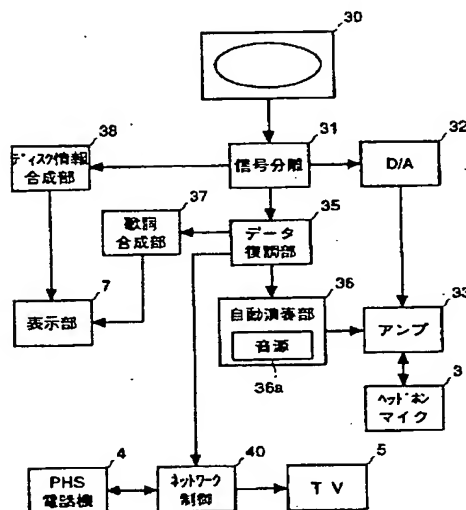 30
38
31
32
ディスク情報
合成部
信号分離
D/A
37
35
歌詞
合成部
データ
復調部
7
36
33
表示部
自動演奏部
音源
アンプ
36a
3
ヘッドホン
マイク
4
40
5
PHS
電話機
ネットワーク
制御
TV